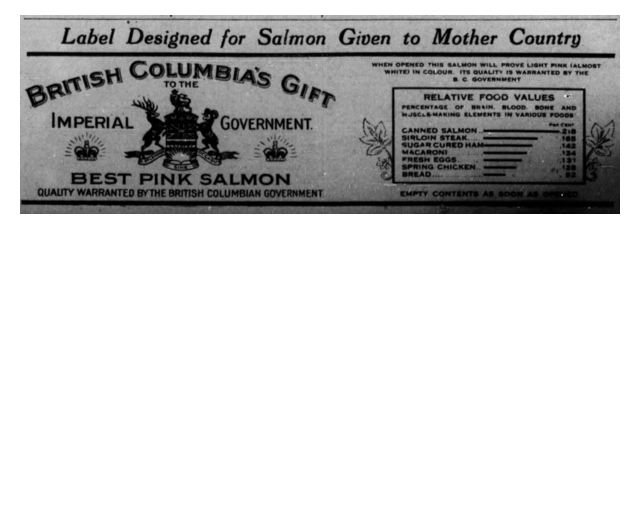 Label Designed for Salmon Given to Mother Country
BRITISH COLUMBIA'S GIFT
TO THE
IMPERIAL GOVERNMENT.
BEST PINK SALMON
QUALITY WARRANTED BY THE BRITISH COLUMBIAN GOVERNMENT
WHEN OPENED THIS SALMON WILL PROVE LIGHT PINK (ALMOST
WHITE) IN COLOUR. ITS QUALITY IS WARRANTED BY THE
B. C. GOVERNMENT
RELATIVE FOOD VALUES
PERCENTAGE OF BRAIN, BLOOD, BONE AND
MUSCLE-MAKING ELEMENTS IN VARIOUS FOODS
PER CENT
CANNED SALMON
SIRLOIN STEAK
SUGAR CURED HAM
MACARONI
FRESH EGGS
SPRING CHICKEN
BREAD
EMPTY CONTENTS AS SOON AS OPENED